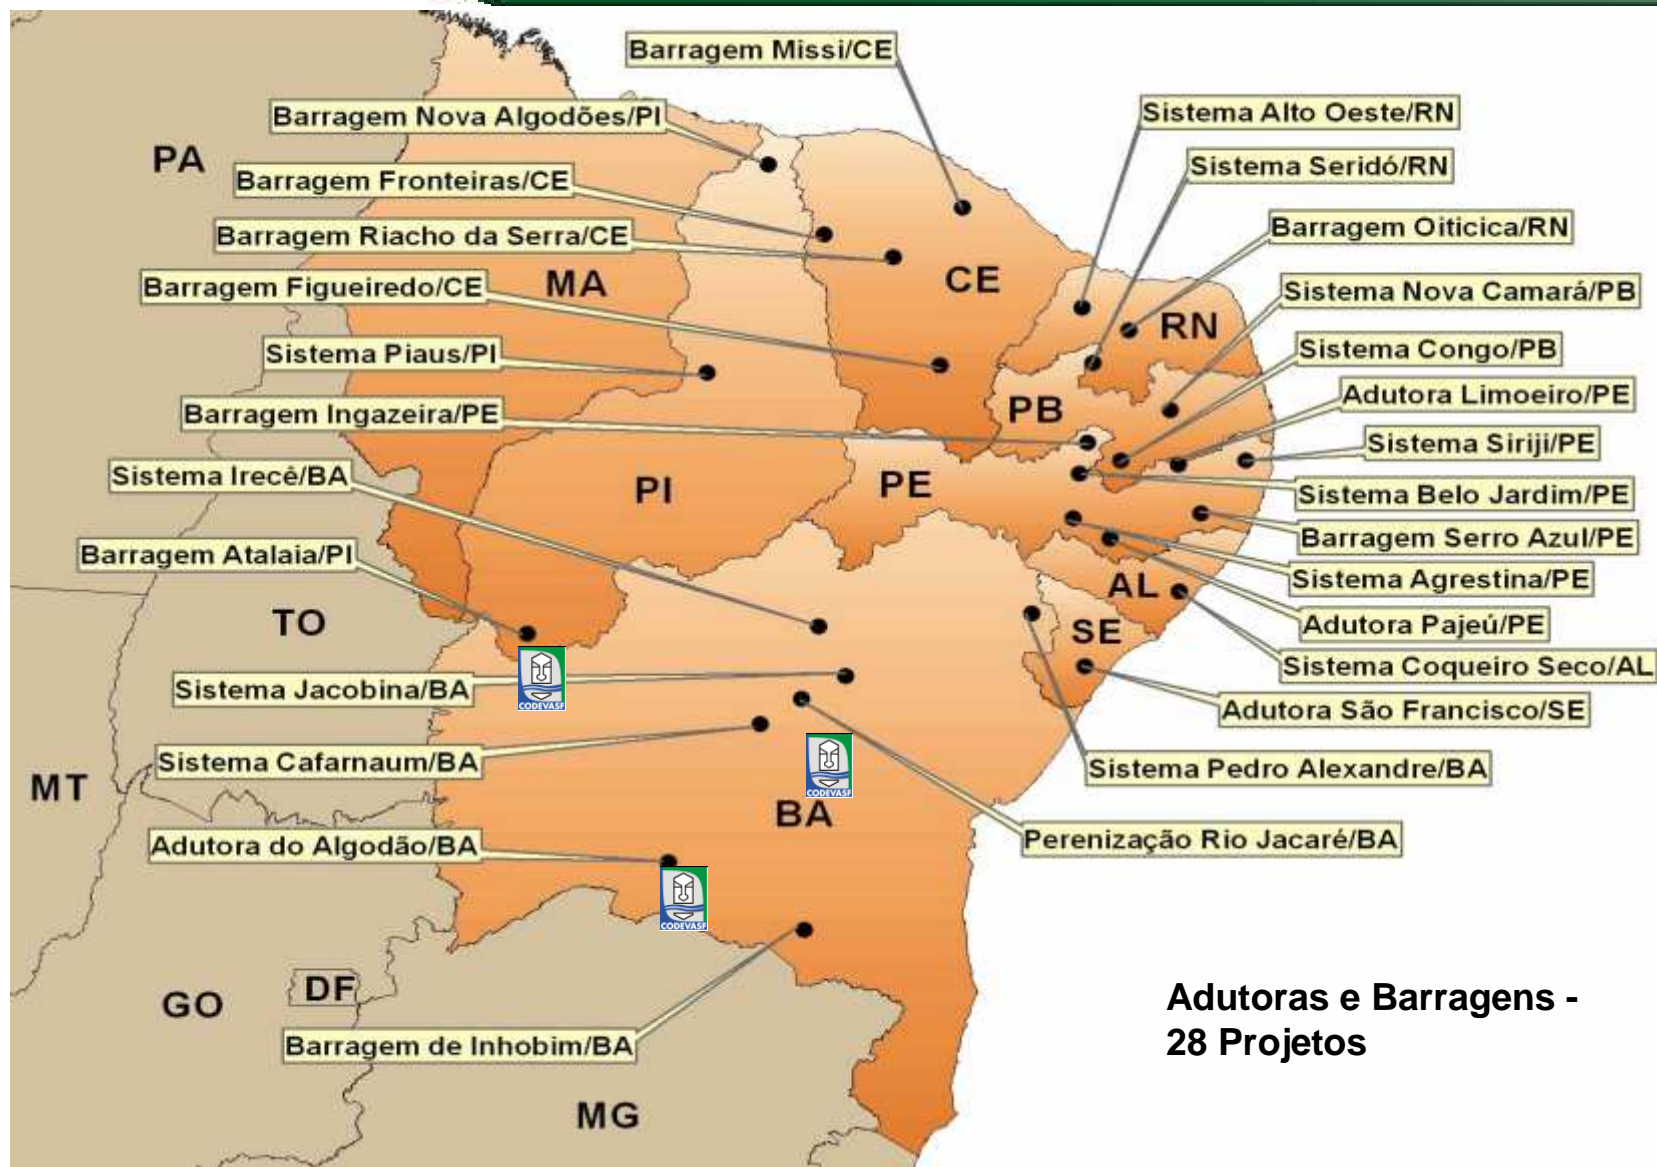 Barragem Missi/CE
Barragem Nova Algodões/PI
Sistema Alto Oeste/RN
PA
Sistema Seridó/RN
Barragem Fronteiras/CE
Barragem Oiticica/RN
Barragem Riacho da Serra/CE
MA
CE
Barragem Figueiredo/CE
Sistema Nova Camará/PB
RN
Sistema Piaus/PI
Sistema Congo/PB
Adutora Limoeiro/PE
Barragem Ingazeira/PE
PB
Sistema Siriji/PE
Sistema Irecê/BA
PI
PE
Sistema Belo Jardim/PE
Barragem Serro Azul/PE
Barragem Atalaia/PI
Sistema Agrestina/PE
AL
TO
SE
Adutora Pajeú/PE
Sistema Coqueiro Seco/AL
Sistema Jacobina/BA
CODEVASF
Adutora São Francisco/SE
Sistema Cafarnaum/BA
Sistema Pedro Alexandre/BA
MT
CODEVASF
BA
Adutora do Algodão/BA
Perenização Rio Jacaré/BA
CODEVASF
DF
GO
Adutoras e Barragens -
28 Projetos
Barragem de Inhobim/BA
MG